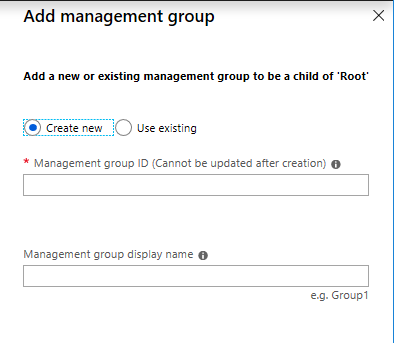 Add management group
Add a new or existing management group to be a child of 'Root'
Create new Use existing
* Management group ID (Cannot be updated after creation)
Management group display name
e.g. Group1